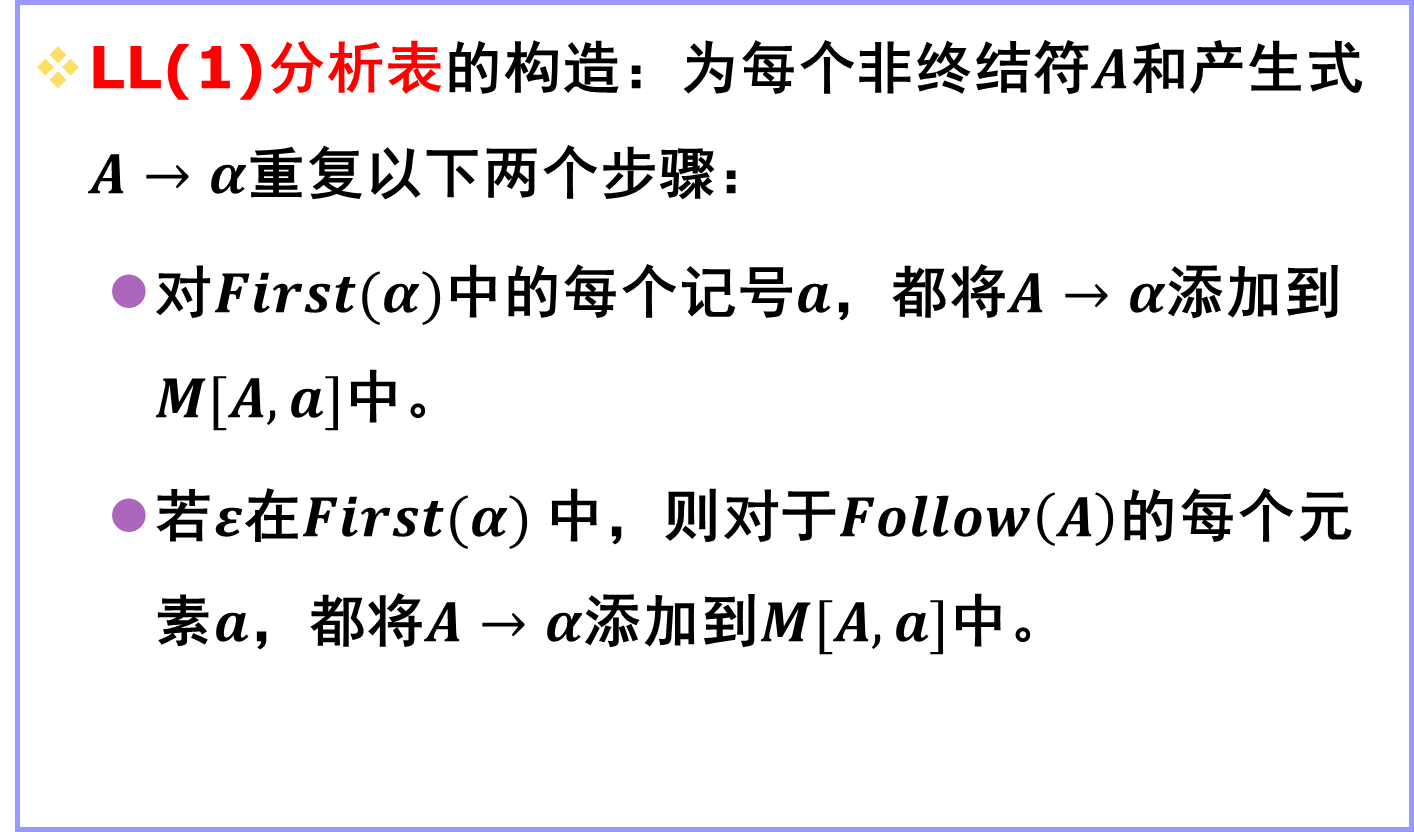 LL(1)分析表的构造：为每个非终结符A和产生式
A → α重复以下两个步骤：
对First(α)中的每个记号a，都将A → α添加到
M[A, a]中。
若ε在First(α) 中，则对于Follow(A)的每个元
素a，都将A → α添加到M[A, a]中。